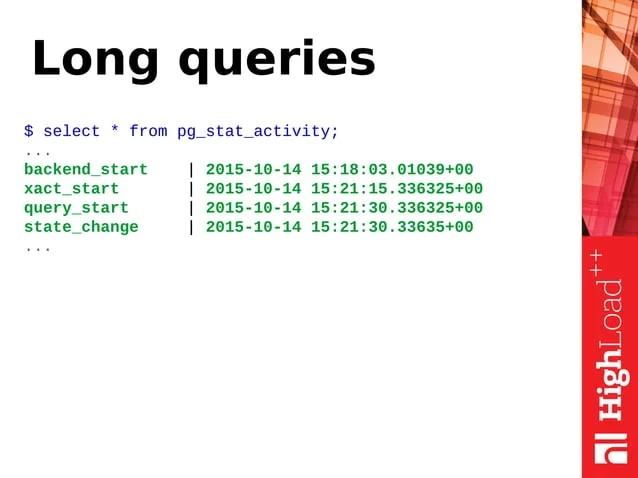 Long queries
$ select * from pg_stat_activity;
...
backend_start | 2015-10-14 15:18:03.01039+00
xact_start | 2015-10-14 15:21:15.336325+00
query_start | 2015-10-14 15:21:30.336325+00
state_change | 2015-10-14 15:21:30.33635+00
...
HighLoad++